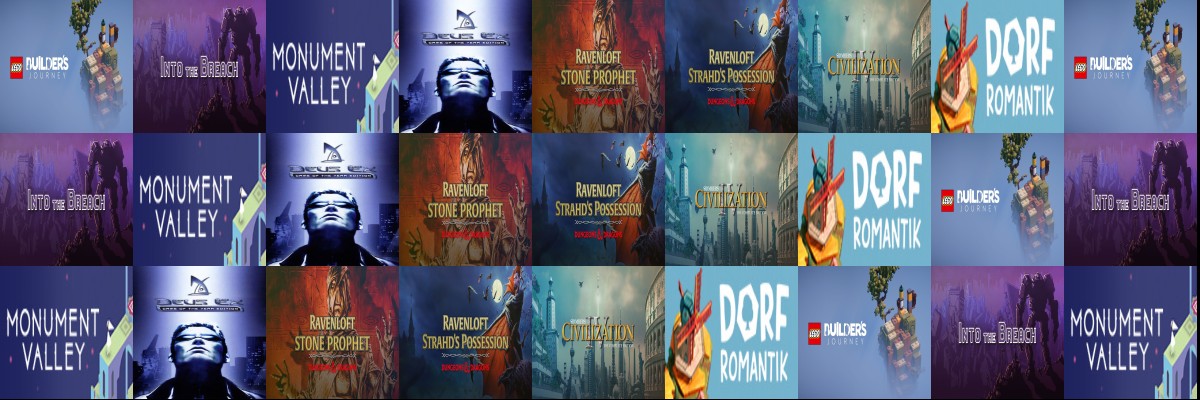 LEGO BUILDER'S
JOURNEY
INTO THE BREACH
MONUMENT
VALLEY
DEUS EX
GAME OF THE YEAR EDITION
RAVENLOFT
STONE PROPHET
DUNGEONS & DRAGONS
RAVENLOFT
STRAHD'S POSSESSION
DUNGEONS & DRAGONS
CIVILIZATION
IV
DORF
ROMANTIK
LEGO BUILDER'S
JOURNEY
INTO THE BREACH
MONUMENT
VALLEY
DEUS EX
GAME OF THE YEAR EDITION
RAVENLOFT
STONE PROPHET
DUNGEONS & DRAGONS
RAVENLOFT
STRAHD'S POSSESSION
DUNGEONS & DRAGONS
CIVILIZATION
IV
DORF
ROMANTIK
LEGO BUILDER'S
JOURNEY
INTO THE BREACH
MONUMENT
VALLEY
DEUS EX
GAME OF THE YEAR EDITION
RAVENLOFT
STONE PROPHET
DUNGEONS & DRAGONS
RAVENLOFT
STRAHD'S POSSESSION
DUNGEONS & DRAGONS
CIVILIZATION
IV
DORF
ROMANTIK
LEGO BUILDER'S
JOURNEY
INTO THE BREACH
MONUMENT
VALLEY